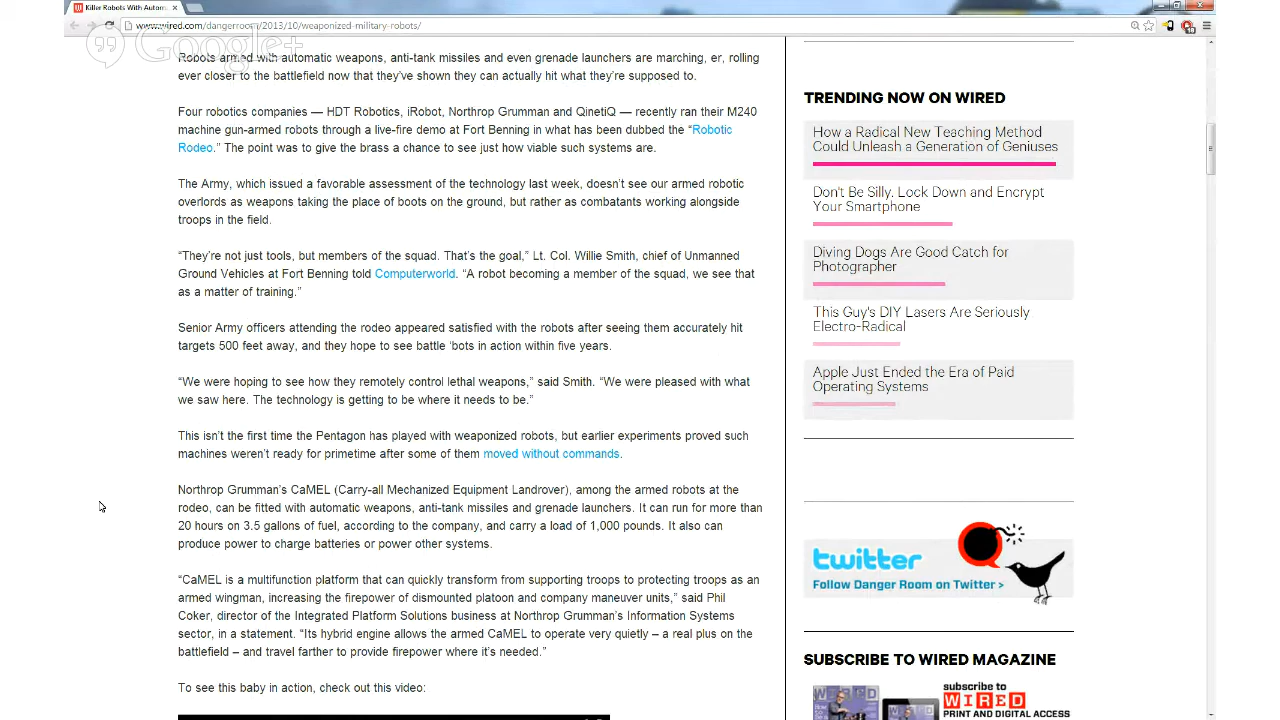 Killer Robots With Autom
www.wired.com/dangerroom/2013/10/weaponized-military-robots/
Google+
Robots armed with automatic weapons, anti-tank missiles and even grenade launchers are marching, er, rolling
ever closer to the battlefield now that they've shown they can actually hit what they're supposed to.
Four robotics companies — HDT Robotics, iRobot, Northrop Grumman and QinetiQ — recently ran their M240
machine gun-armed robots through a live-fire demo at Fort Benning in what has been dubbed the “Robotic
Rodeo.” The point was to give the brass a chance to see just how viable such systems are.
The Army, which issued a favorable assessment of the technology last week, doesn't see our armed robotic
overlords as weapons taking the place of boots on the ground, but rather as combatants working alongside
troops in the field.
“They're not just tools, but members of the squad. That's the goal,” Lt. Col. Willie Smith, chief of Unmanned
Ground Vehicles at Fort Benning told Computerworld. “A robot becoming a member of the squad, we see that
as a matter of training.”
Senior Army officers attending the rodeo appeared satisfied with the robots after seeing them accurately hit
targets 500 feet away, and they hope to see battle ‘bots in action within five years.
“We were hoping to see how they remotely control lethal weapons,” said Smith. “We were pleased with what
we saw here. The technology is getting to be where it needs to be.”
This isn't the first time the Pentagon has played with weaponized robots, but earlier experiments proved such
machines weren't ready for primetime after some of them moved without commands.
Northrop Grumman's CaMEL (Carry-all Mechanized Equipment Landrover), among the armed robots at the
rodeo, can be fitted with automatic weapons, anti-tank missiles and grenade launchers. It can run for more than
20 hours on 3.5 gallons of fuel, according to the company, and carry a load of 1,000 pounds. It also can
produce power to charge batteries or power other systems.
“CaMEL is a multifunction platform that can quickly transform from supporting troops to protecting troops as an
armed wingman, increasing the firepower of dismounted platoon and company maneuver units,” said Phil
Coker, director of the Integrated Platform Solutions business at Northrop Grumman's Information Systems
sector, in a statement. “Its hybrid engine allows the armed CaMEL to operate very quietly – a real plus on the
battlefield – and travel farther to provide firepower where it's needed.”
To see this baby in action, check out this video:
TRENDING NOW ON WIRED
How a Radical New Teaching Method
Could Unleash a Generation of Geniuses
Don't Be Silly. Lock Down and Encrypt
Your Smartphone
Diving Dogs Are Good Catch for
Photographer
This Guy's DIY Lasers Are Seriously
Electro-Radical
Apple Just Ended the Era of Paid
Operating Systems
twitter
Follow Danger Room on Twitter >
SUBSCRIBE TO WIRED MAGAZINE
subscribe to
WIRED
PRINT AND DIGITAL ACCESS